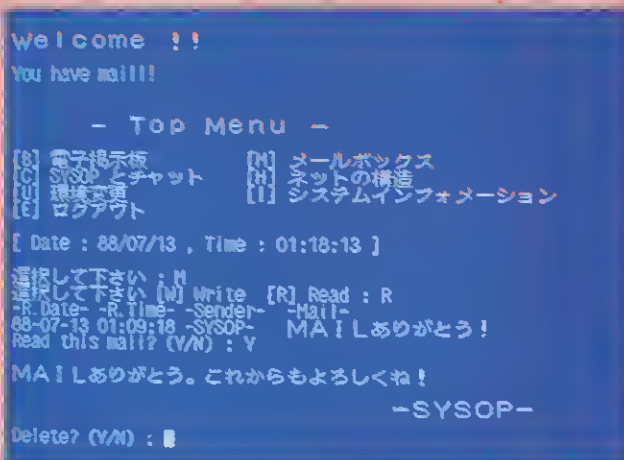 Welcome !!
You have mail!!
- Top Menu -
[B] 電子掲示板 [M] メールボックス
[C] SYSOPとチャット [H] ネットの構造
[U] 環境変更 [I] システムインフォメーション
[E] ログアウト
[ Date : 88/07/13 , Time : 01:18:13 ]
選択して下さい : M
選択して下さい [W] Write [R] Read : R
-R.Date- -R.Time- -Sender- -Mail-
88-07-13 01:09:18 -SYSOP- MAILありがとう!
Read this mail? (Y/N) : Y
MAILありがとう。これからもよろしくね!
-SYSOP-
Delete? (Y/N) :